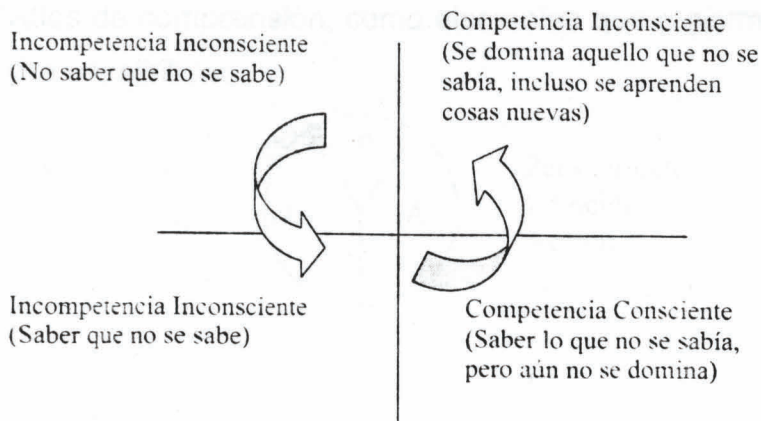 Incompetencia Inconsciente
(No saber que no se sabe)
Competencia Inconsciente
(Se domina aquello que no se
sabía, incluso se aprenden
cosas nuevas)
Incompetencia Inconsciente
(Saber que no se sabe)
Competencia Consciente
(Saber lo que no se sabía,
pero aún no se domina)